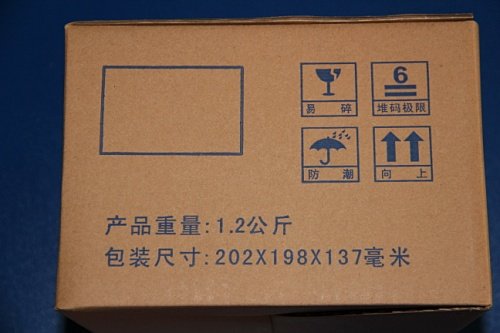 6
易碎
堆码极限
防潮
向上
产品重量:1.2公斤
包装尺寸:202X198X137毫米